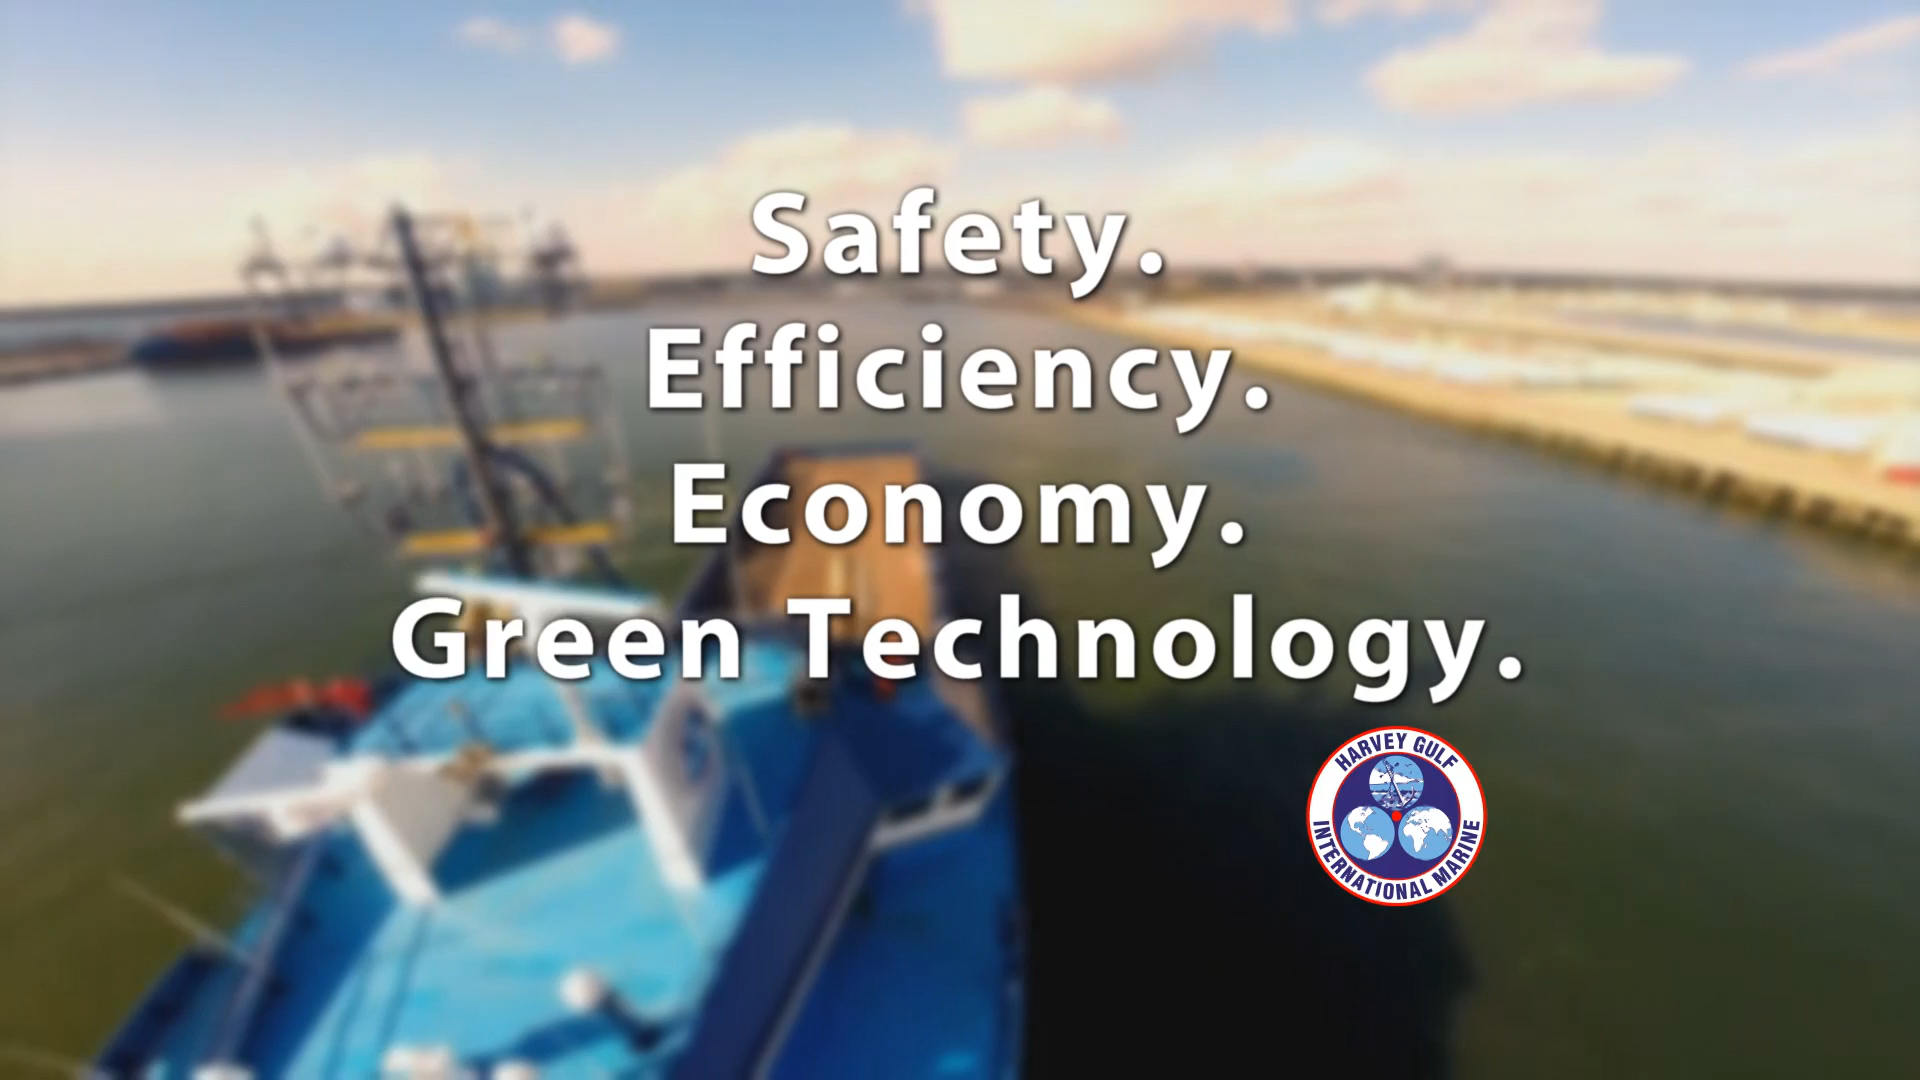 Safety.
Efficiency.
Economy.
Green Technology.
HARVEY GULF
INTERNATIONAL MARINE